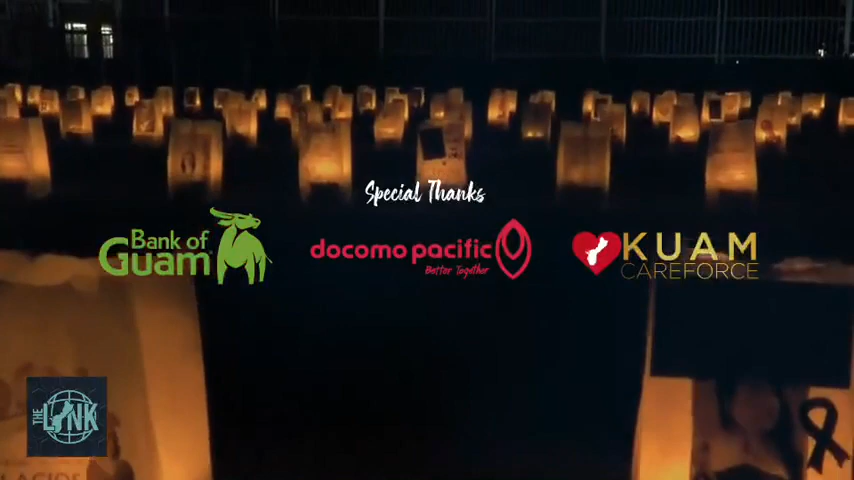 Special Thanks
Bank of
Guam
docomo pacific
Better Together
KUAM
CAREFORCE
THE
LINK